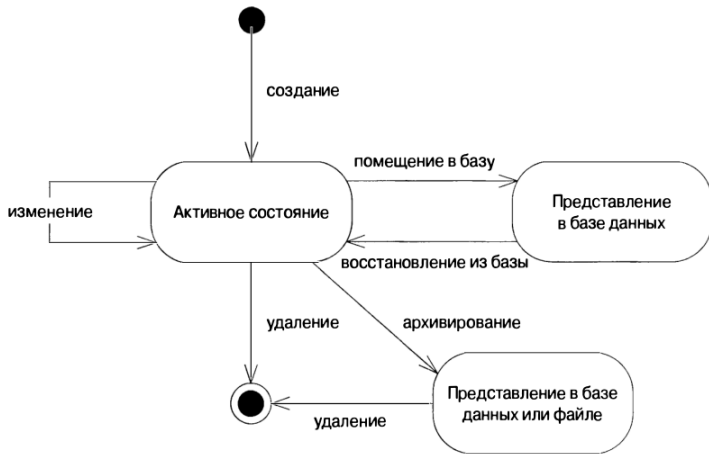 создание
помещение в базу
изменение
Активное состояние
Представление
в базе данных
восстановление из базы
удаление
архивирование
Представление в базе
данных или файле
удаление